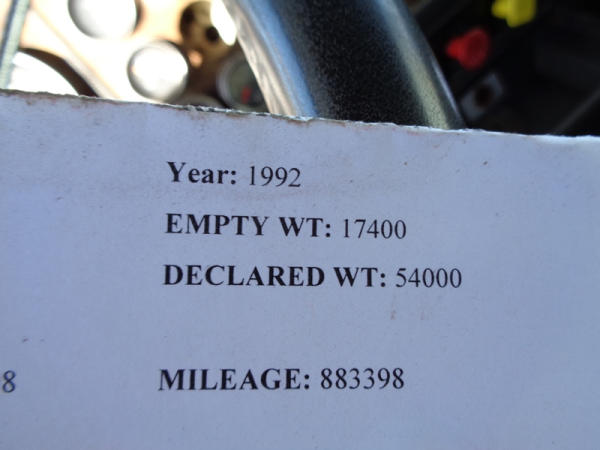 Year: 1992
EMPTY WT: 17400
DECLARED WT: 54000
8 MILEAGE: 883398